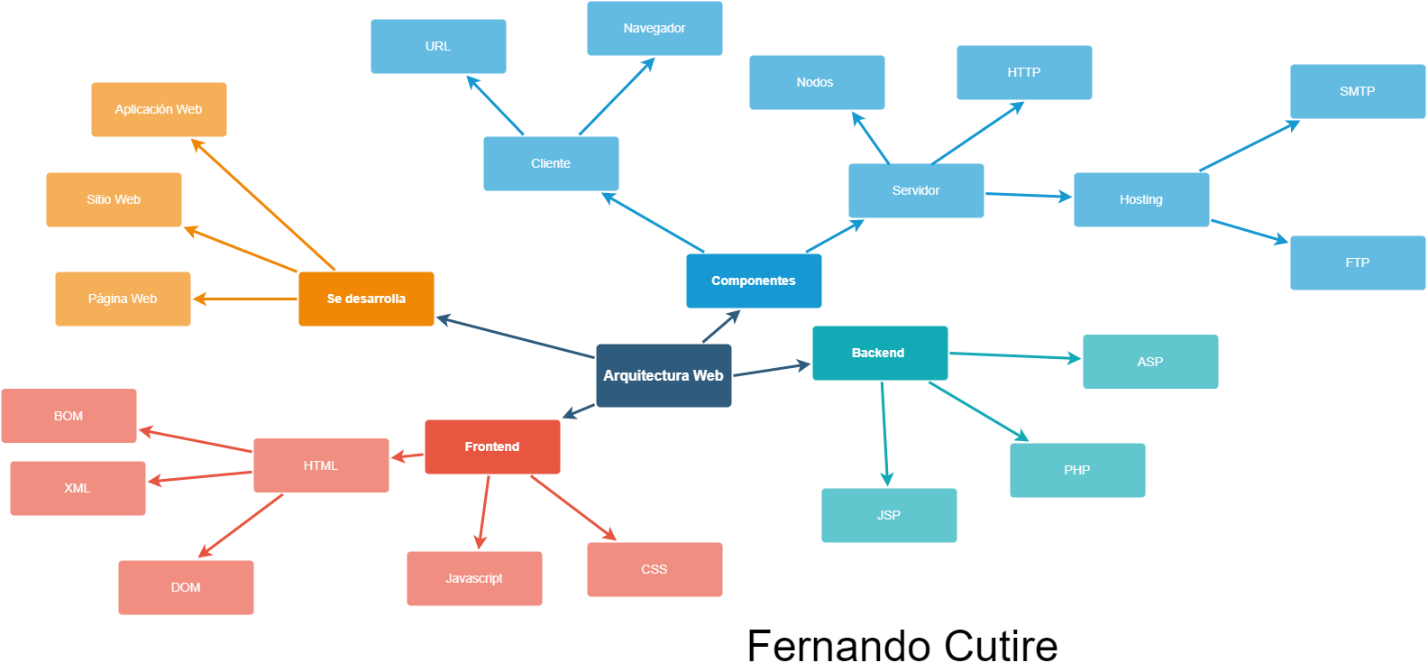 Navegador
URL
HTTP
Nodos
SMTP
Aplicación Web
Cliente
Servidor
Hosting
Sitio Web
FTP
Componentes
Página Web
Se desarrolla
Backend
ASP
Arquitectura Web
BOM
Frontend
HTML
PHP
XML
JSP
CSS
Javascript
DOM
Fernando Cutire